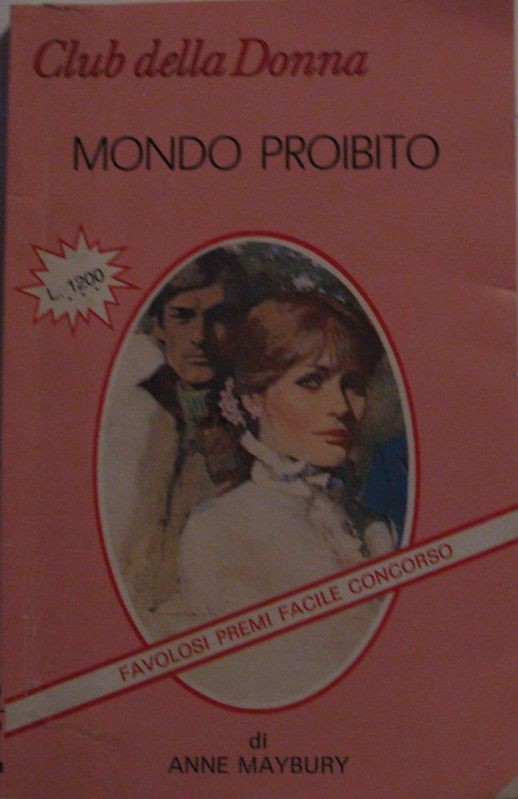 Club della Donna
MONDO PROIBITO
L. 1200
FAVOLOSI PREMI FACILE CONCORSO
di
ANNE MAYBURY